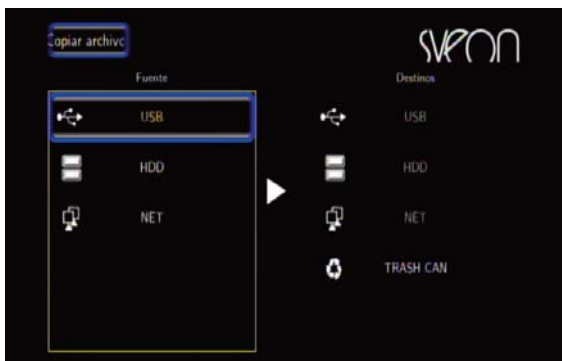 Copiar archivo
sveon
Fuente
Destinos
USB
USB
HDD
HDD
NET
NET
TRASH CAN